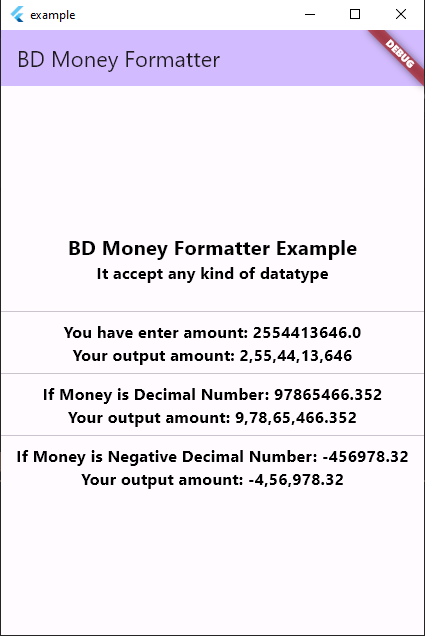 example
BD Money Formatter
DEBUG
BD Money Formatter Example
It accept any kind of datatype
You have enter amount: 2554413646.0
Your output amount: 2,55,44,13,646
If Money is Decimal Number: 97865466.352
Your output amount: 9,78,65,466.352
If Money is Negative Decimal Number: -456978.32
Your output amount: -4,56,978.32